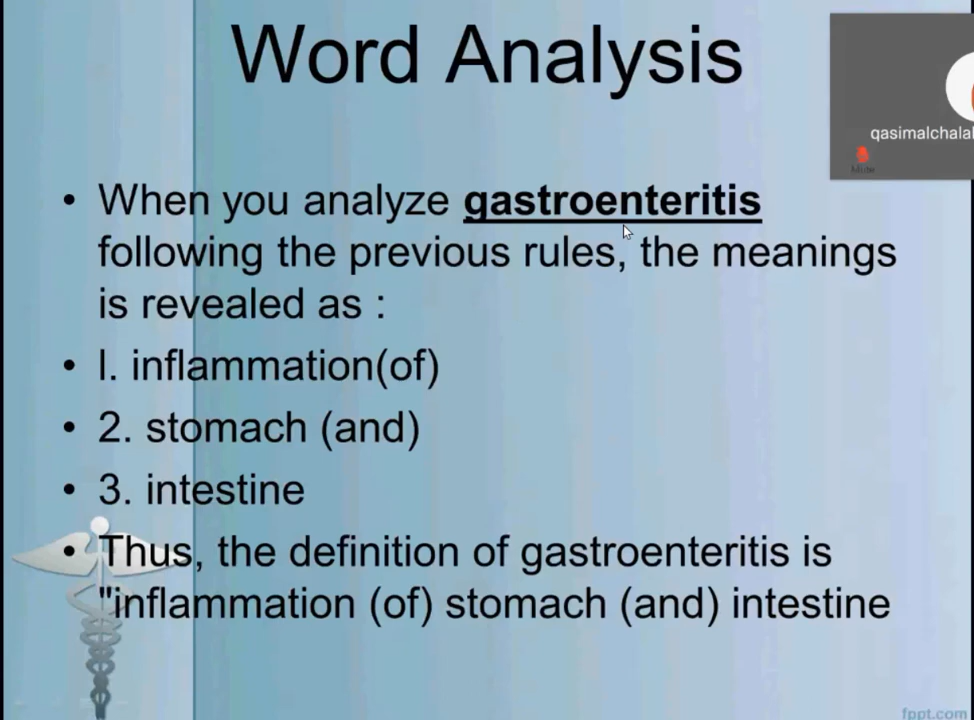 Word Analysis
qasimalchala
Mute
• When you analyze gastroenteritis
following the previous rules, the meanings
is revealed as :
• l. inflammation(of)
• 2. stomach (and)
• 3. intestine
• Thus, the definition of gastroenteritis is
"inflammation (of) stomach (and) intestine
fppt.com